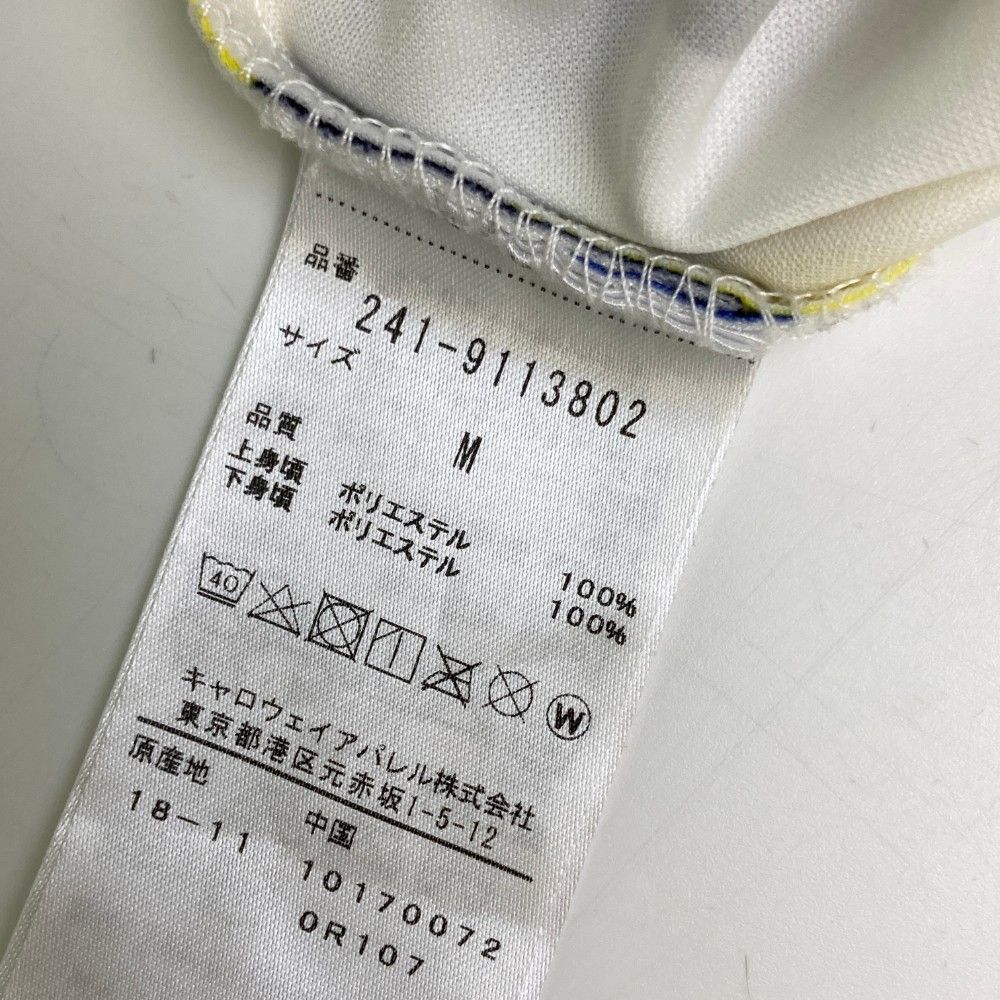 品番
241-9113802
サイズ
M
品質
上身頃 ポリエステル 100%
下身頃 ポリエステル 100%
40
W
キャロウェイアパレル株式会社
東京都港区元赤坂1-5-12
原産地 中国
18-11 10170072
0R107